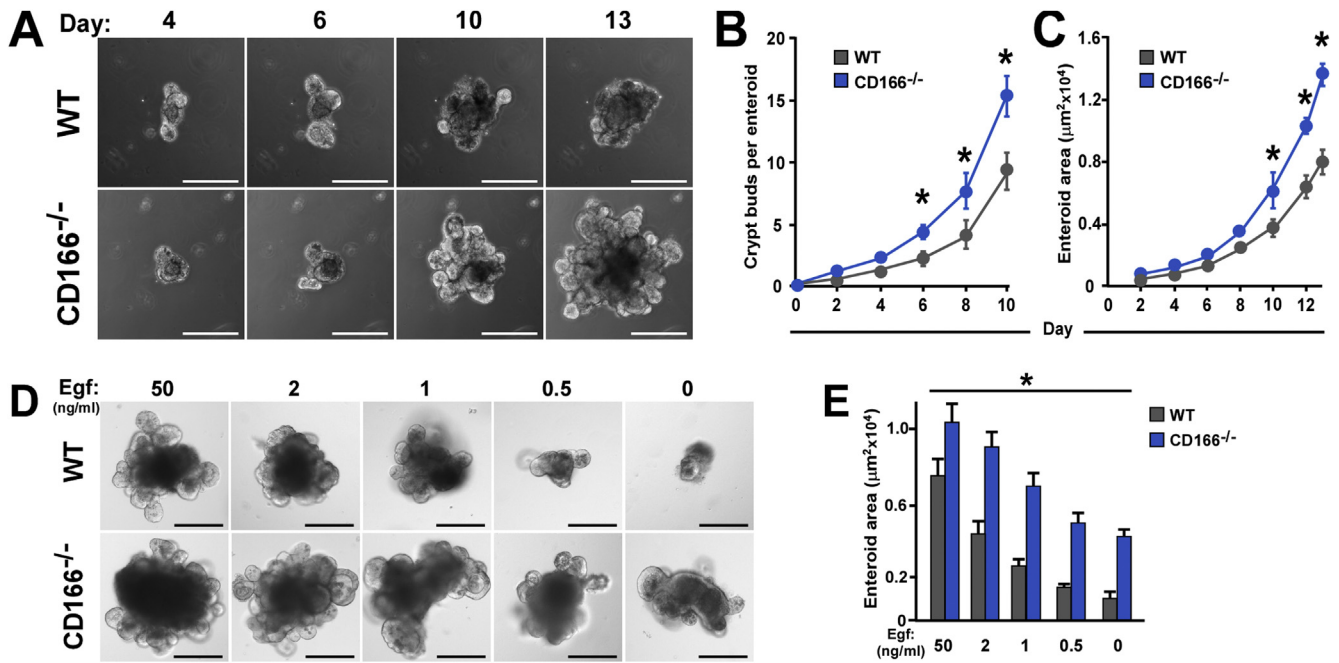 A
Day: 4 6 10 13
WT
CD166-/-
B
Crypt buds per enteroid
20
15
10
5
0
WT
CD166-/-
*
*
*
0 2 4 6 8 10
C
Enteroid area (μm²x10⁴)
1.6
1.2
0.8
0.4
0
WT
CD166-/-
*
*
*
0 2 4 6 8 10 12
Day
D
Egf: 50 2 1 0.5 0
(ng/ml)
WT
CD166-/-
E
Enteroid area (μm²x10⁴)
1.0
0.6
0.2
0
*
WT
CD166-/-
Egf: 50 2 1 0.5 0
(ng/ml)